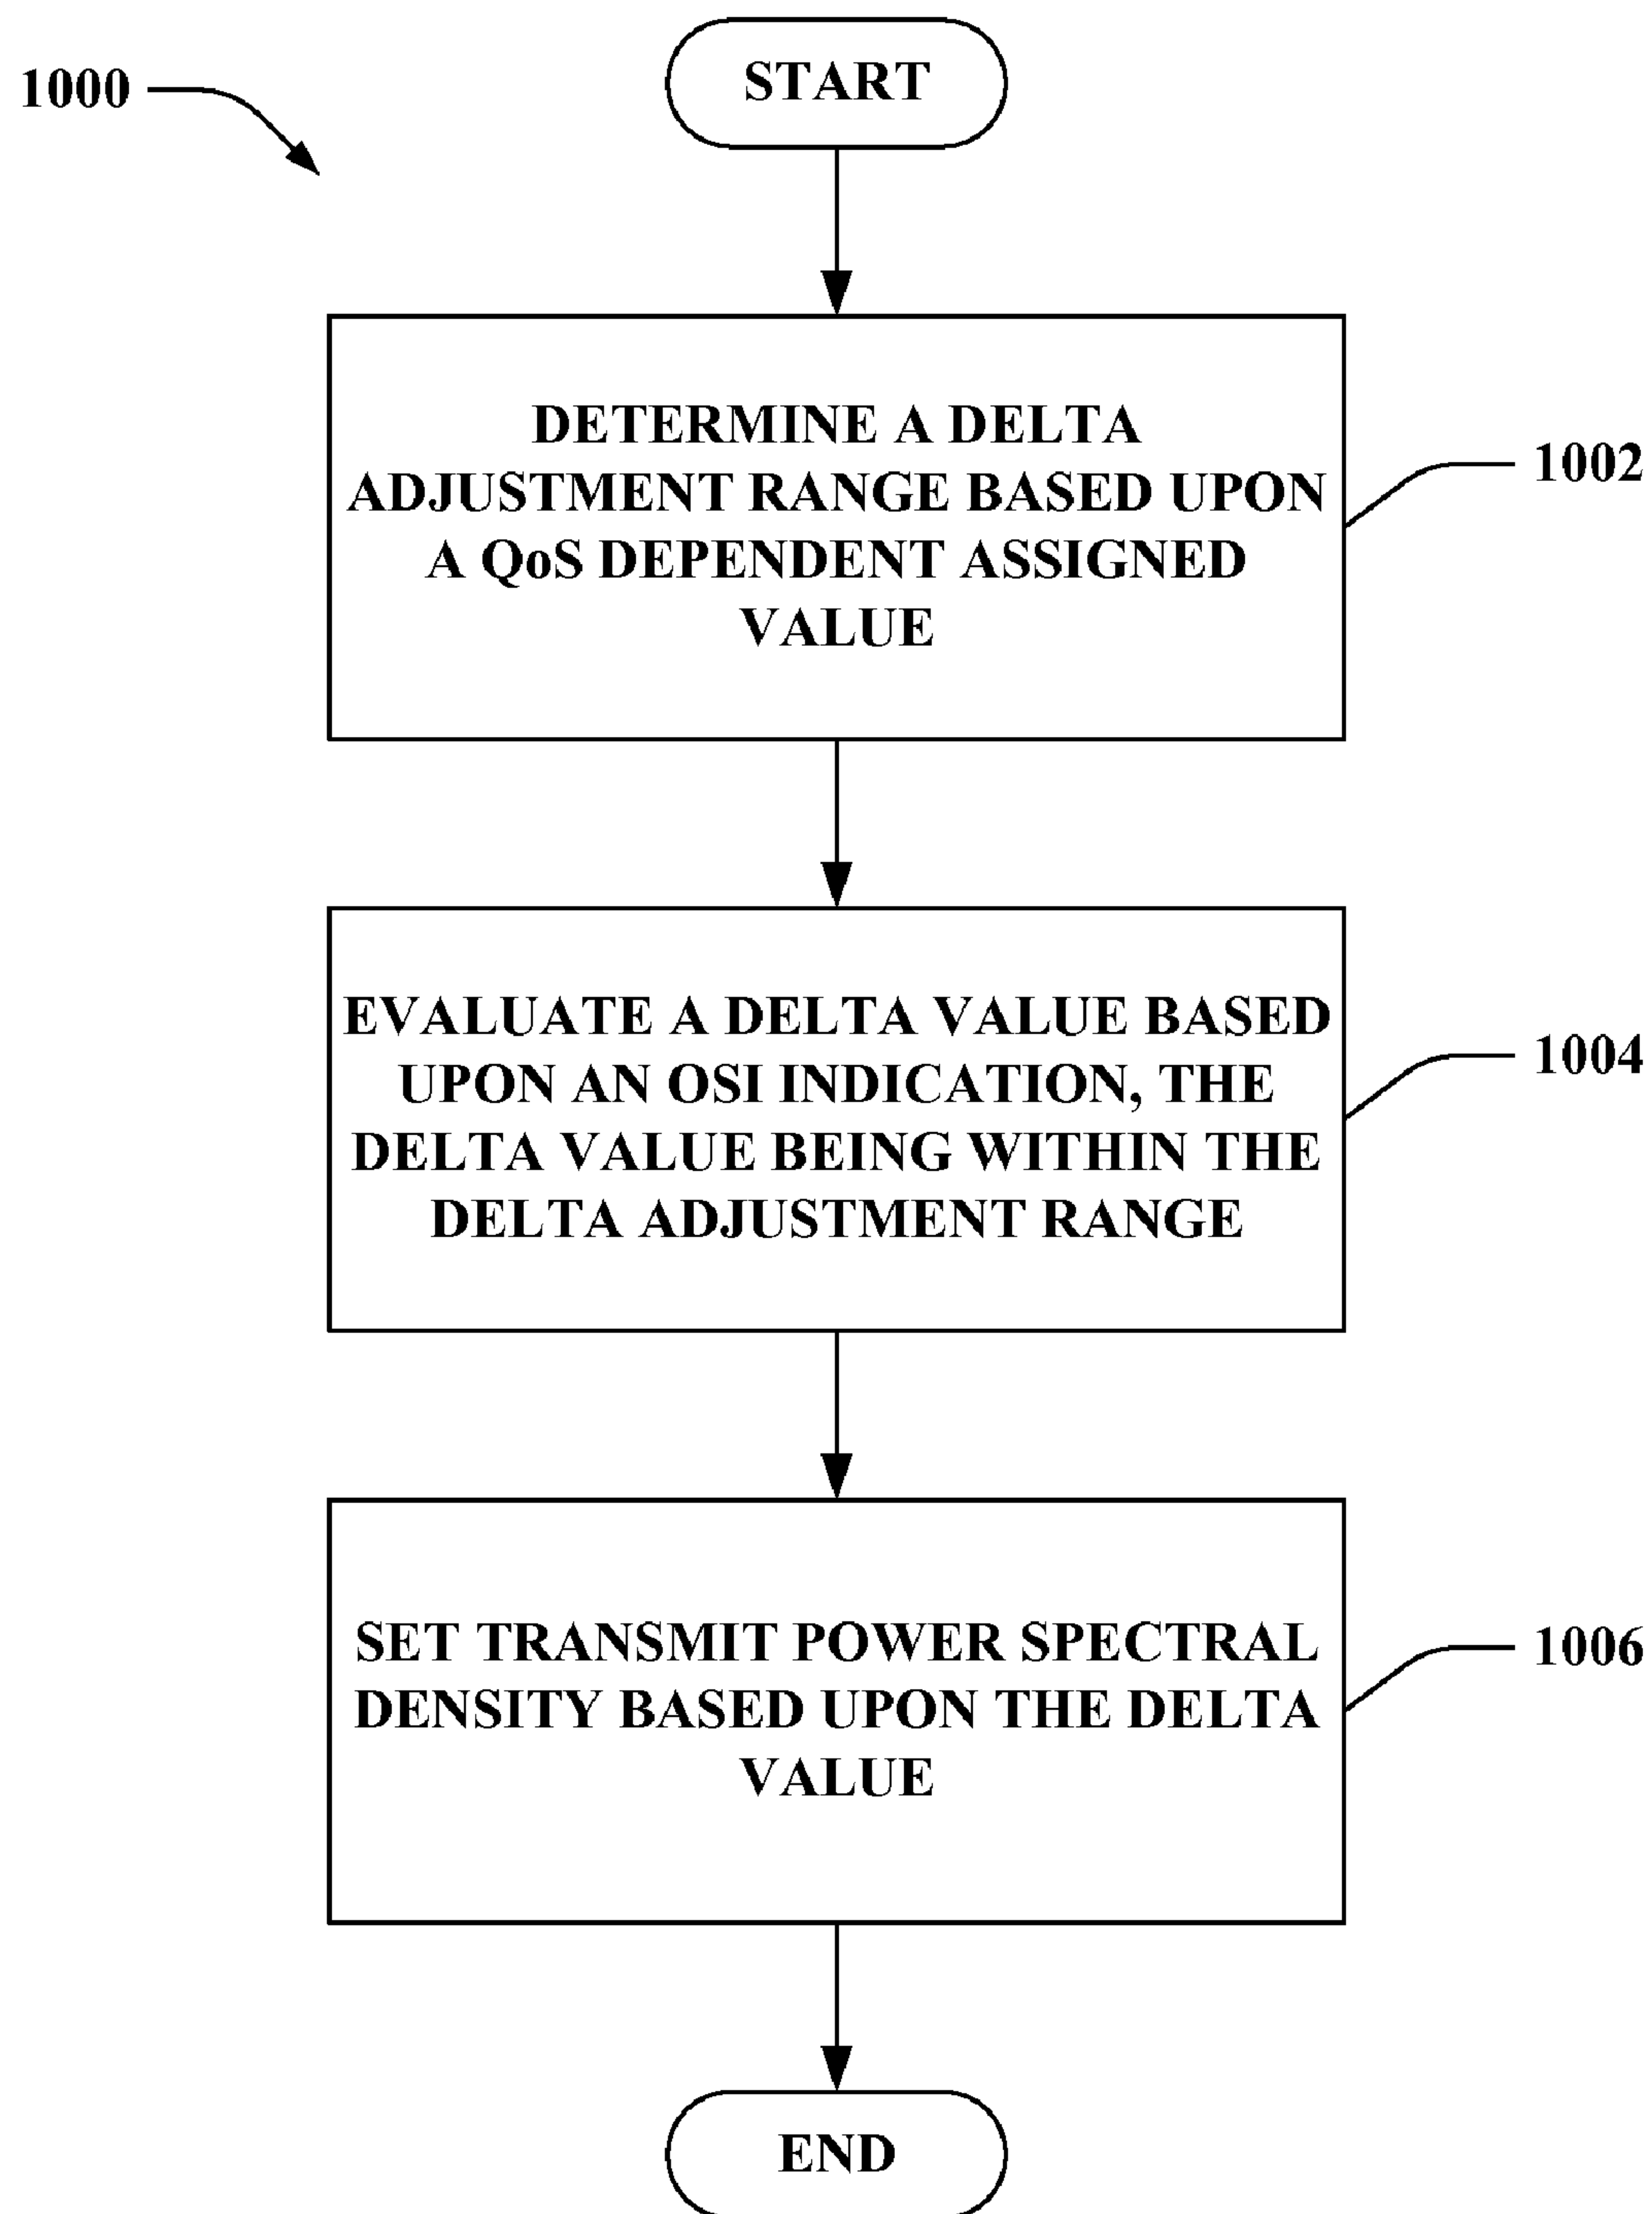 1000
START
DETERMINE A DELTA
ADJUSTMENT RANGE BASED UPON
A QoS DEPENDENT ASSIGNED
VALUE
1002
EVALUATE A DELTA VALUE BASED
UPON AN OSI INDICATION, THE
DELTA VALUE BEING WITHIN THE
DELTA ADJUSTMENT RANGE
1004
SET TRANSMIT POWER SPECTRAL
DENSITY BASED UPON THE DELTA
VALUE
1006
END